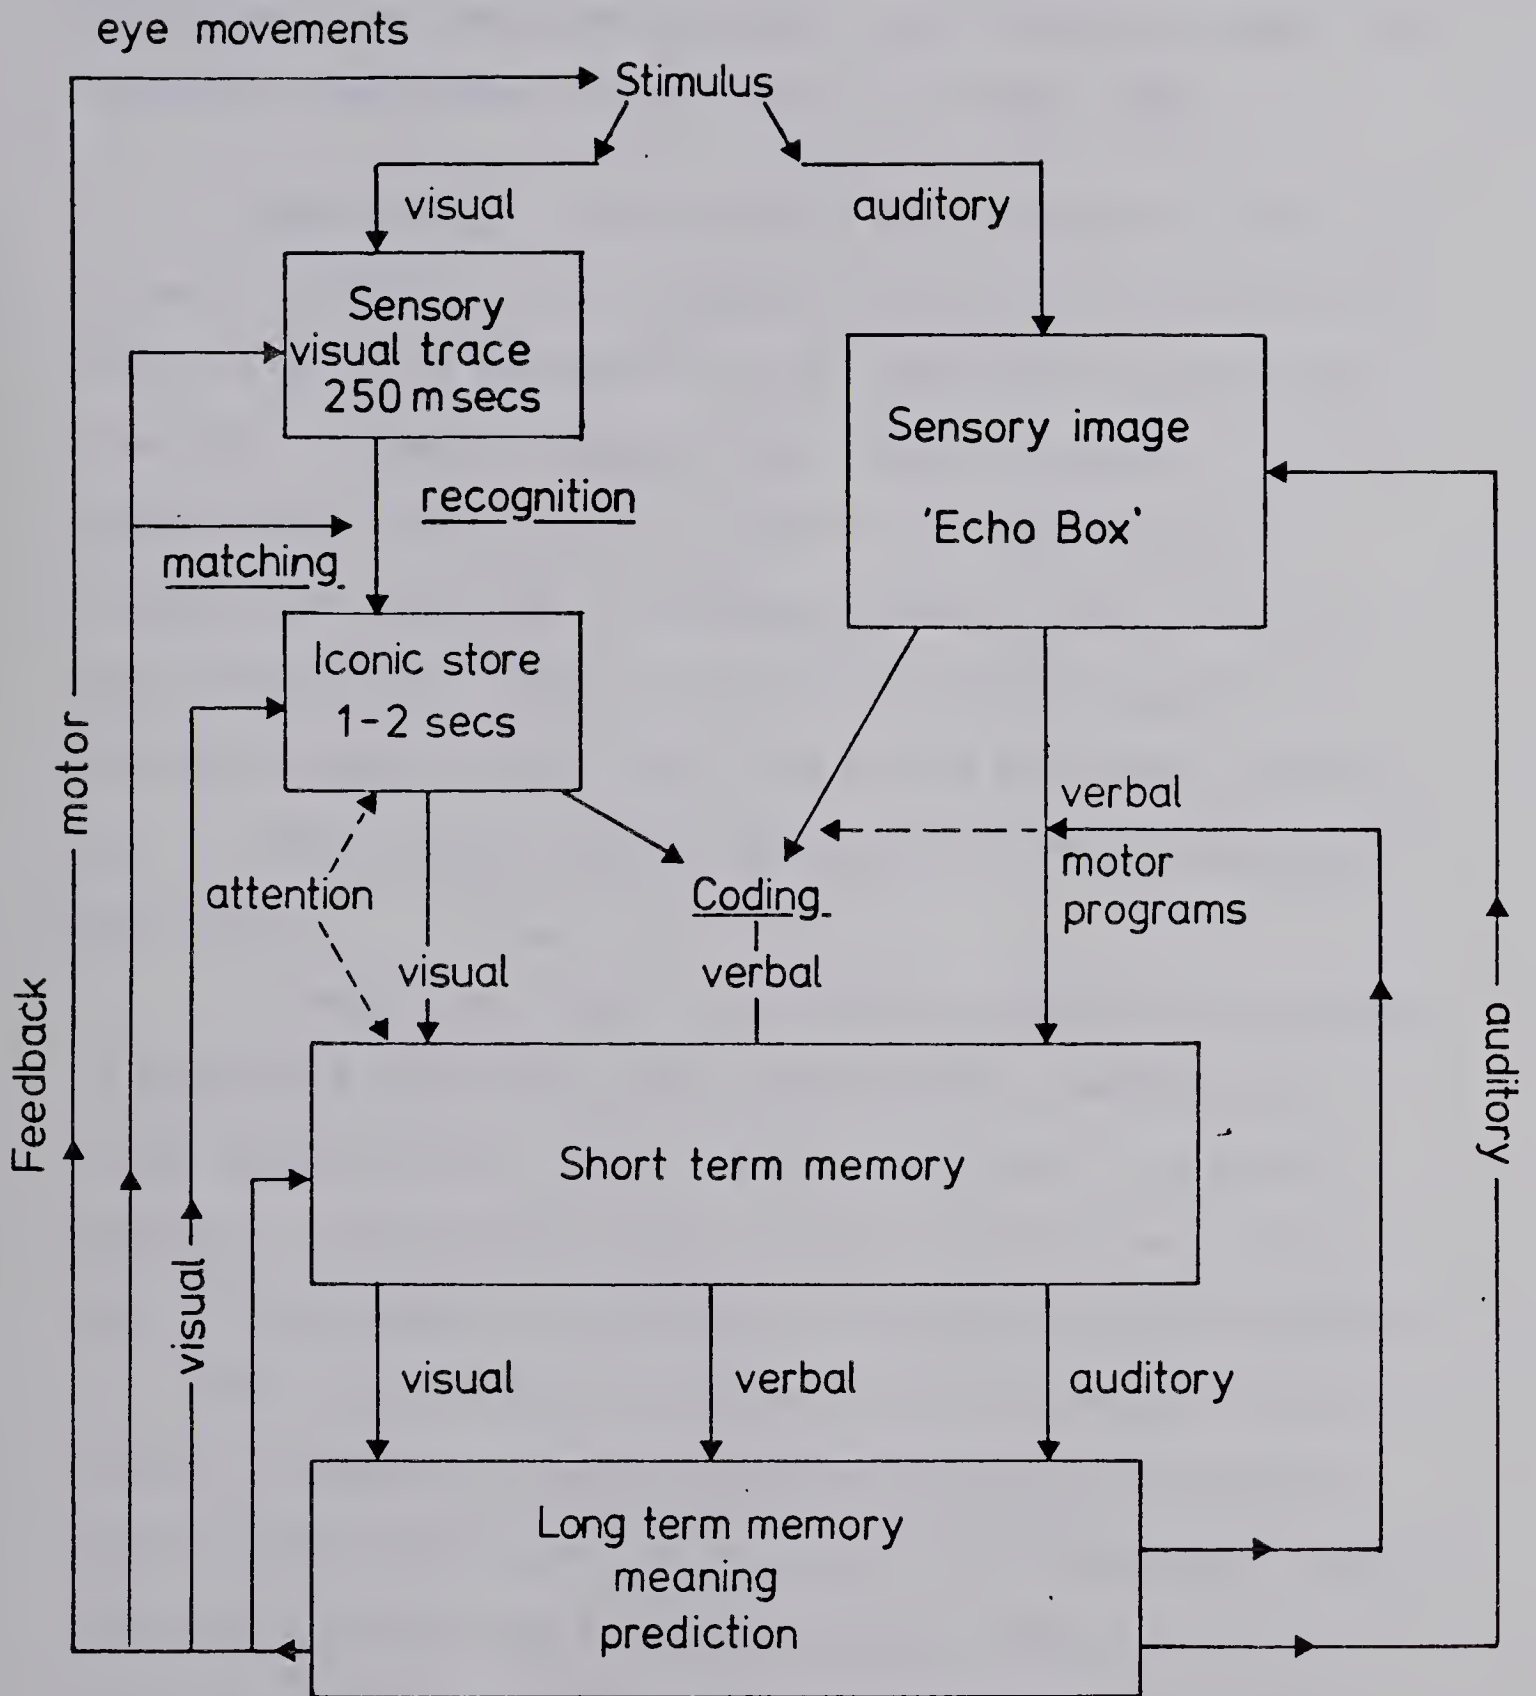 eye movements
Stimulus
visual
auditory
Sensory
visual trace
250 msecs
Sensory image
'Echo Box'
recognition
matching
Iconic store
1-2 secs
motor
verbal
motor
programs
attention
Coding
visual
verbal
Feedback
auditory
Short term memory
visual
visual
verbal
auditory
Long term memory
meaning
prediction